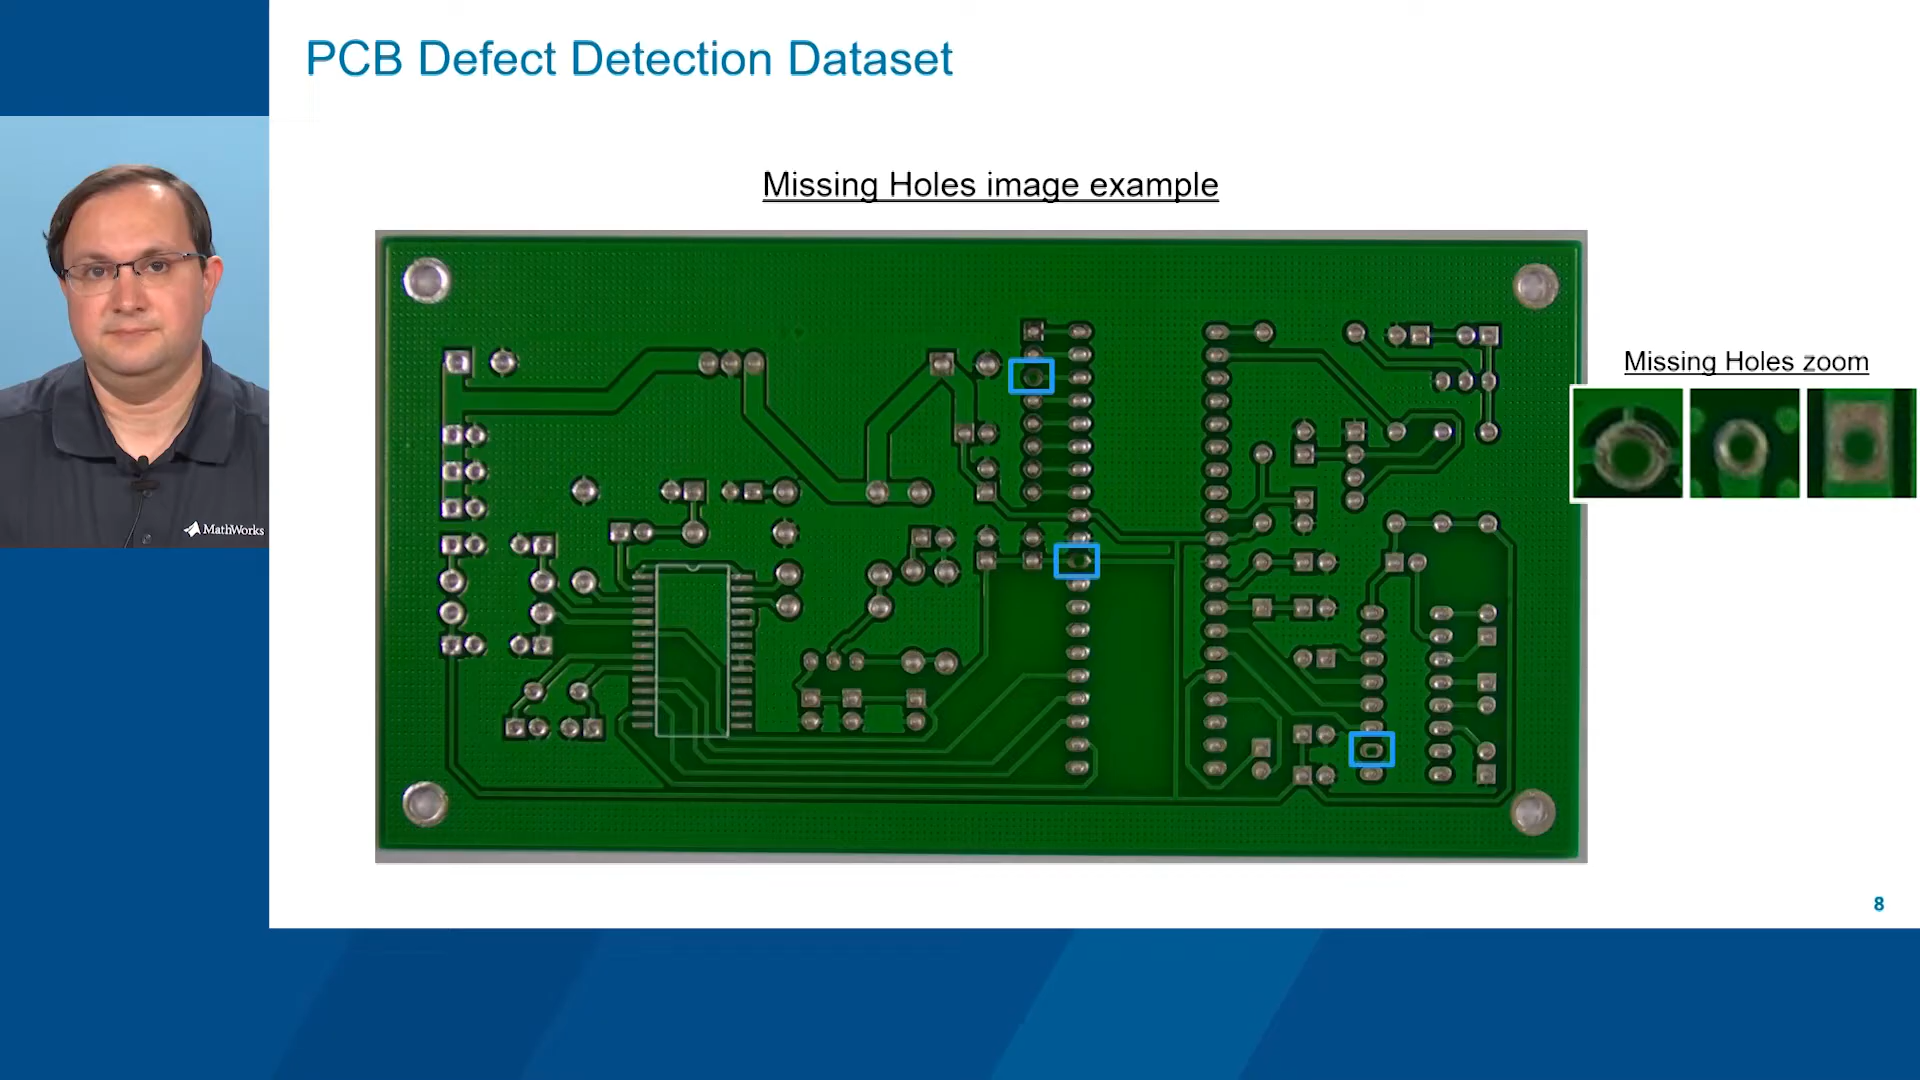 PCB Defect Detection Dataset
Missing Holes image example
Missing Holes zoom
MathWorks
8